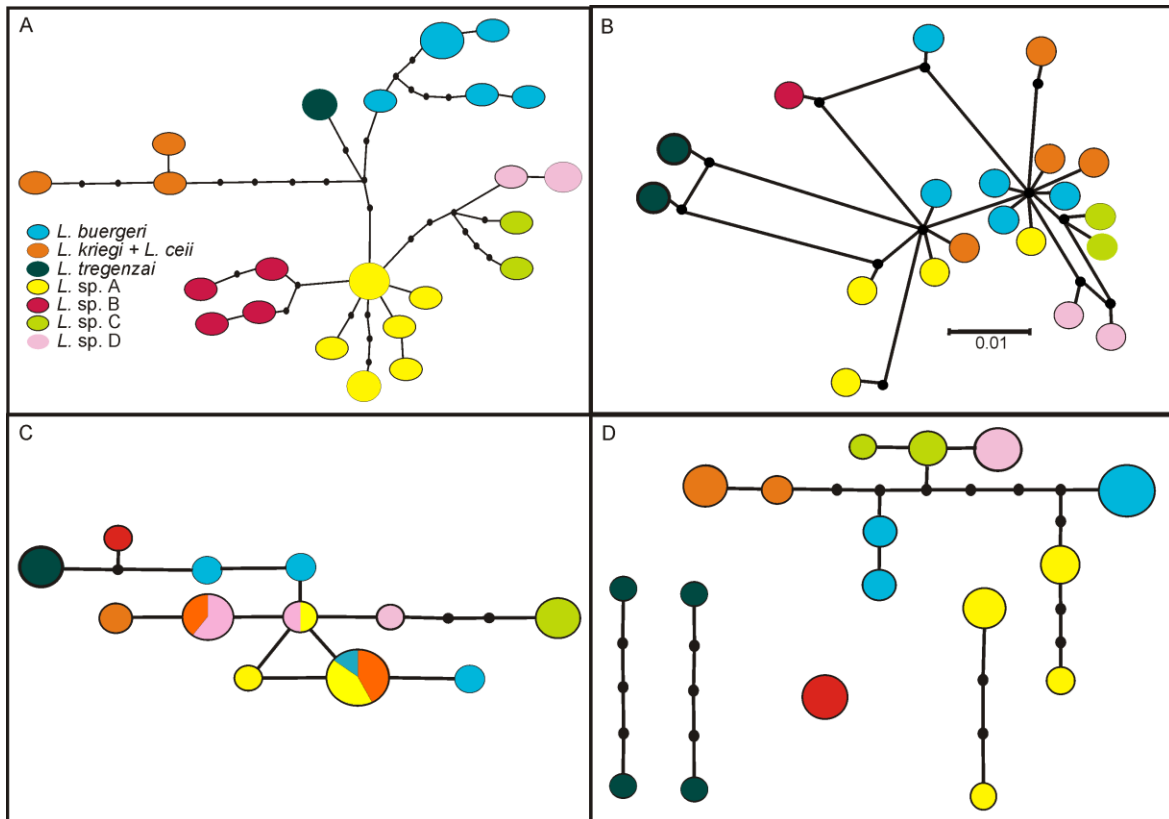 A
L. buergeri
L. kriegi + L. ceii
L. tregenzai
L. sp. A
L. sp. B
L. sp. C
L. sp. D
B
0.01
C
D